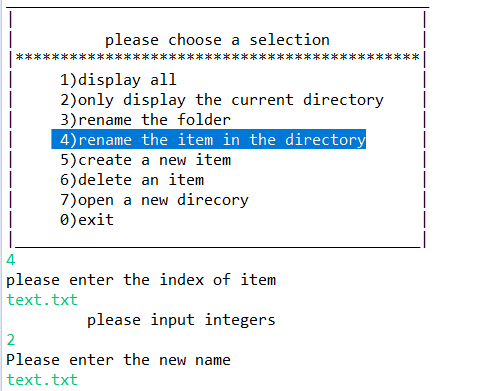 please choose a selection
|*********************************************|
1)display all
2)only display the current directory
3)rename the folder
4)rename the item in the directory
5)create a new item
6)delete an item
7)open a new direcory
0)exit
4
please enter the index of item
text.txt
please input integers
2
Please enter the new name
text.txt